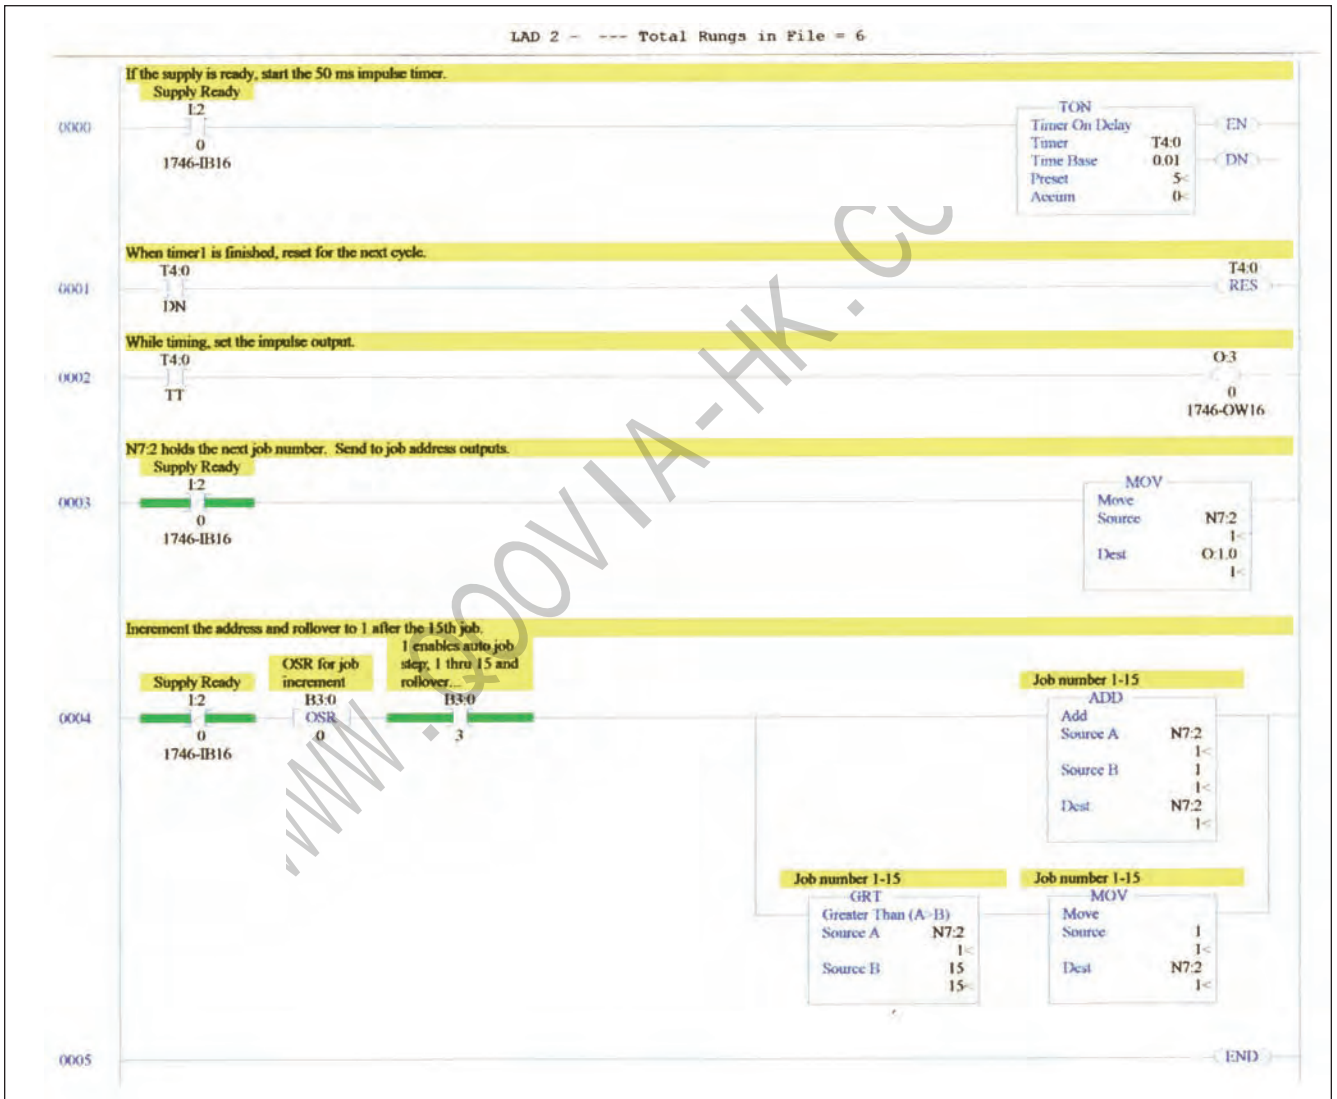 LAD 2 - --- Total Rungs in File = 6
If the supply is ready, start the 50 ms impulse timer.
Supply Ready
I:2
0000
0
1746-IB16
TON
Timer On Delay
Timer T4:0
Time Base 0.01
Preset 5<
Accum 0<
EN
DN
When timer1 is finished, reset for the next cycle.
T4:0
0001
DN
T4:0
RES
While timing, set the impulse output.
T4:0
0002
TT
O:3
0
1746-OW16
N7:2 holds the next job number. Send to job address outputs.
Supply Ready
I:2
0003
0
1746-IB16
MOV
Move
Source N7:2
1<
Dest O:1.0
1<
Increment the address and rollover to 1 after the 15th job.
Supply Ready
I:2
0004
0
1746-IB16
OSR for job
increment
B3:0
OSR
0
1 enables auto job
step; 1 thru 15 and
rollover...
B3:0
3
Job number 1-15
ADD
Add
Source A N7:2
1<
Source B 1
1<
Dest N7:2
1<
Job number 1-15
GRT
Greater Than (A>B)
Source A N7:2
1<
Source B 15
15<
Job number 1-15
MOV
Move
Source 1
1<
Dest N7:2
1<
0005
END
WWW.QOOVIA-HK.CO